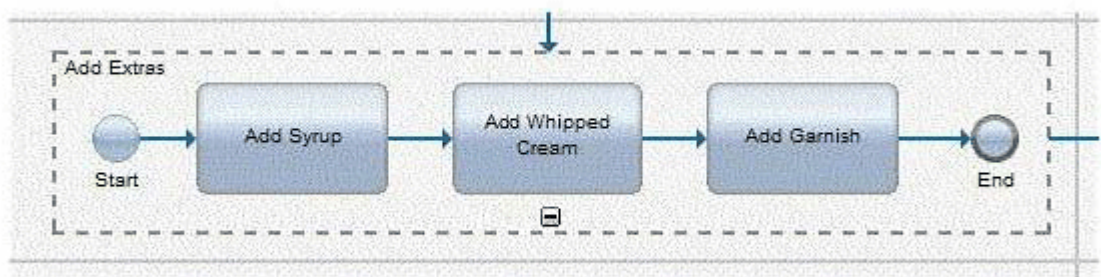 Add Extras
Add Syrup
Add Whipped
Cream
Add Garnish
Start
End